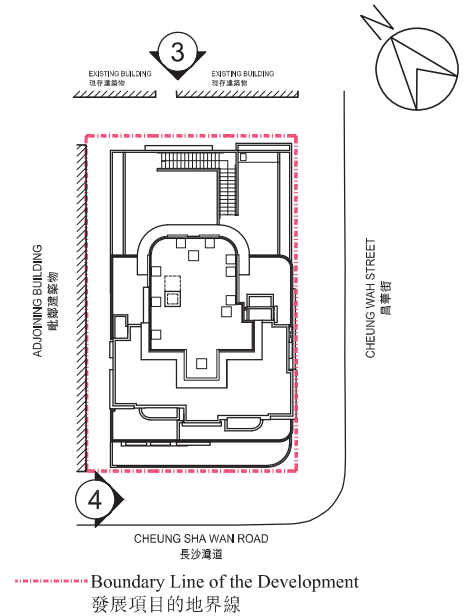 3
N
EXISTING BUILDING
現存建築物
EXISTING BUILDING
現存建築物
ADJOINING BUILDING
毗鄰建築物
CHEUNG WAH STREET
昌華街
4
CHEUNG SHA WAN ROAD
長沙灣道
Boundary Line of the Development
發展項目的地界線